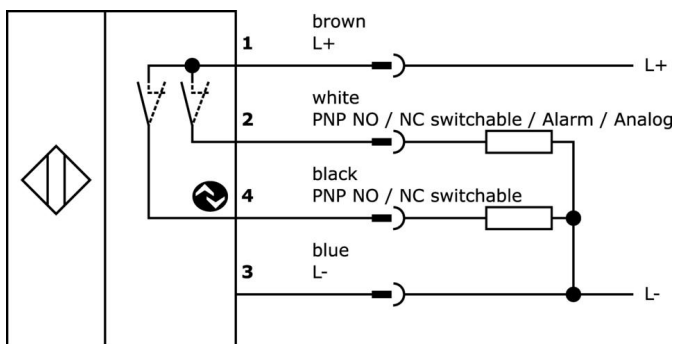 brown
1 L+
L+
white
2 PNP NO / NC switchable / Alarm / Analog
black
4 PNP NO / NC switchable
blue
3 L-
L-